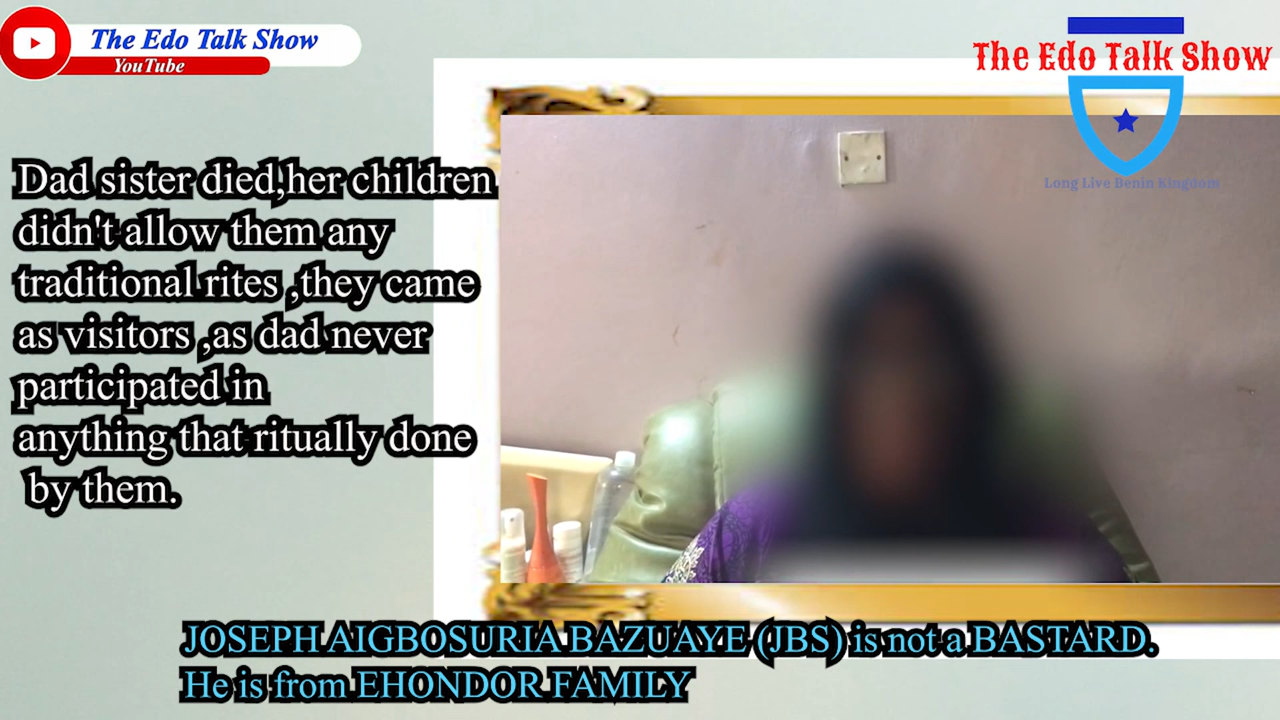 The Edo Talk Show
YouTube
The Edo Talk Show
Long Live Benin Kingdom
Dad sister died,her children
didn't allow them any
traditional rites ,they came
as visitors ,as dad never
participated in
anything that ritually done
by them.
JOSEPH AIGBOSURIA BAZUAYE (JBS) is not a BASTARD.
He is from EHONDOR FAMILY